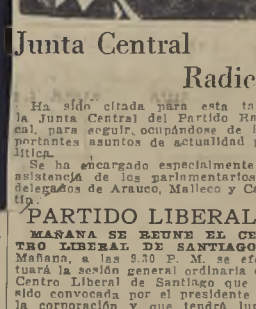 Junta Central
Radic
Ha sido citada para esta ta
la Junta Central del Partido Ra
cal, para seguir ocupándose de
portantes asuntos de actualidad
lítica.
Se ha encargado especialmente
asistencia de los parlamentarios
delegados de Arauco, Malleco y Ca
tín.
PARTIDO LIBERAL
MAÑANA SE REUNE EL CE
TRO LIBERAL DE SANTIAGO
Mañana, a las 9.30 P. M. se efe
tuará la sesión general ordinaria
Centro Liberal de Santiago que
sido convocada por el presidente
la corporación y que tendrá lu